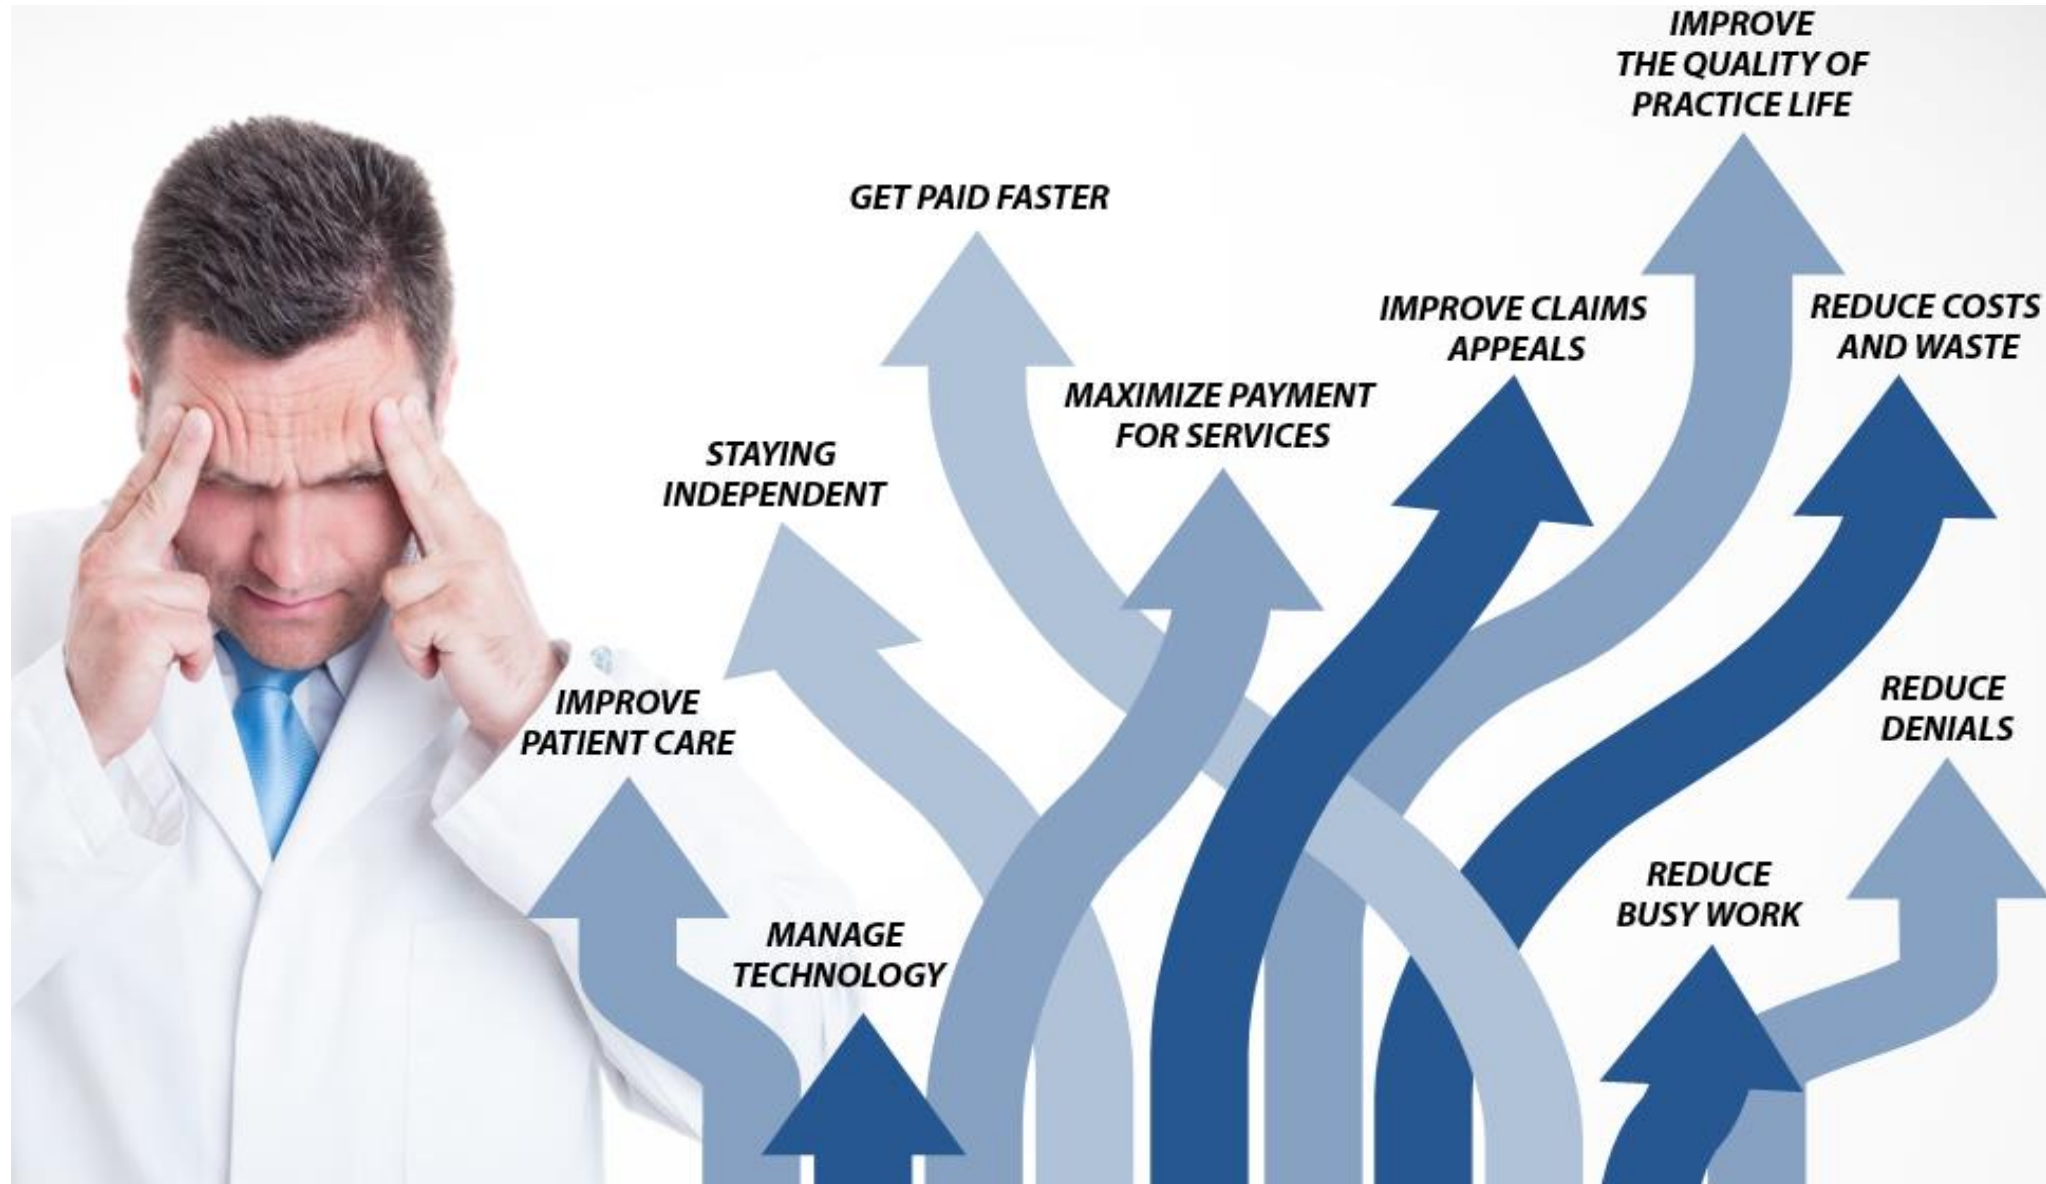 IMPROVE
THE QUALITY OF
PRACTICE LIFE
GET PAID FASTER
IMPROVE CLAIMS
APPEALS
REDUCE COSTS
AND WASTE
MAXIMIZE PAYMENT
FOR SERVICES
STAYING
INDEPENDENT
IMPROVE
PATIENT CARE
REDUCE
DENIALS
REDUCE
BUSY WORK
MANAGE
TECHNOLOGY